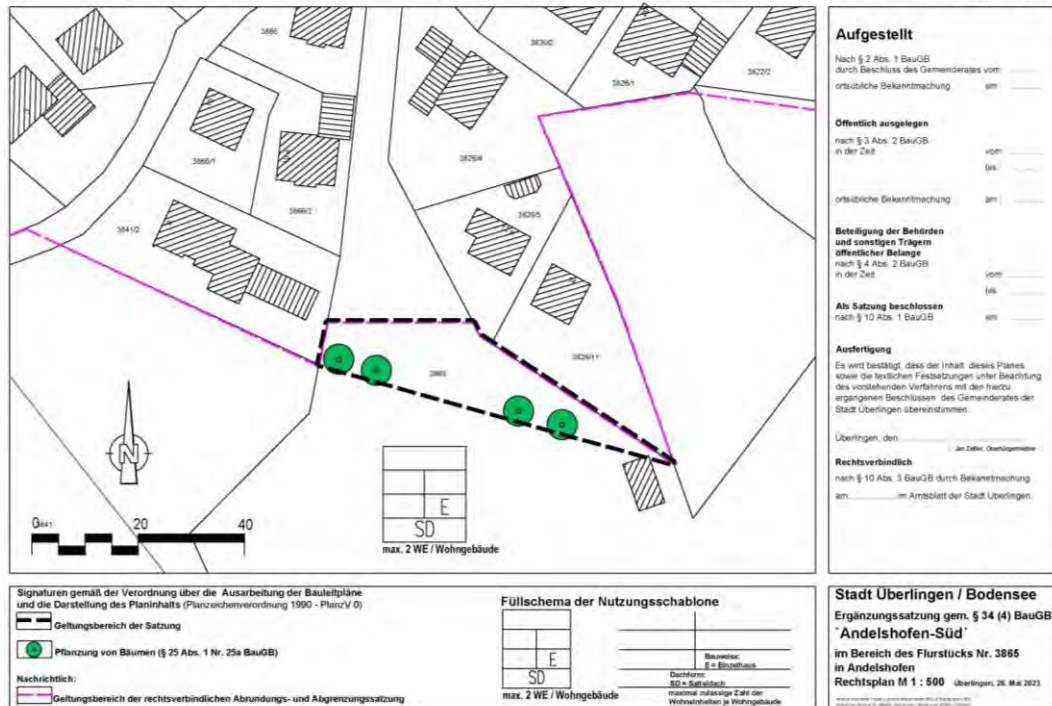 3866
3830/2
3826/1
3822/2
3866/1
3826/4
3866/2
3841/2
3826/5
3826/11
3865
N
E
SD
max. 2 WE / Wohngebäude
0
3841
20
40
Aufgestellt
Nach § 2 Abs. 1 BauGB
durch Beschluss des Gemeinderates vom
ortsübliche Bekanntmachung am
Öffentlich ausgelegen
nach § 3 Abs. 2 BauGB
in der Zeit vom
bis
ortsübliche Bekanntmachung am
Beteiligung der Behörden
und sonstigen Trägern
öffentlicher Belange
nach § 4 Abs. 2 BauGB
in der Zeit vom
bis
Als Satzung beschlossen
nach § 10 Abs. 1 BauGB am
Ausfertigung
Es wird bestätigt, dass der Inhalt dieses Planes
sowie die textlichen Festsetzungen unter Beachtung
des vorstehenden Verfahrens mit den hierzu
ergangenen Beschlüssen des Gemeinderates der
Stadt Überlingen übereinstimmen.
Überlingen, den
Jan Zeitler, Oberbürgermeister
Rechtsverbindlich
nach § 10 Abs. 3 BauGB durch Bekanntmachung
am im Amtsblatt der Stadt Überlingen.
Signaturen gemäß der Verordnung über die Ausarbeitung der Bauleitpläne
und die Darstellung des Planinhalts (Planzeichenverordnung 1990 - PlanzV 0)
Geltungsbereich der Satzung
Pflanzung von Bäumen (§ 25 Abs. 1 Nr. 25a BauGB)
Nachrichtlich:
Geltungsbereich der rechtsverbindlichen Abrundungs- und Abgrenzungssatzung
Füllschema der Nutzungsschablone
E
SD
max. 2 WE / Wohngebäude
Bauweise:
E = Einzelhaus
Dachform:
SD = Satteldach
maximal zulässige Zahl der
Wohneinheiten je Wohngebäude
Stadt Überlingen / Bodensee
Ergänzungssatzung gem. § 34 (4) BauGB
´Andelshofen-Süd´
im Bereich des Flurstücks Nr. 3865
in Andelshofen
Rechtsplan M 1 : 500 Überlingen, 26. Mai 2023